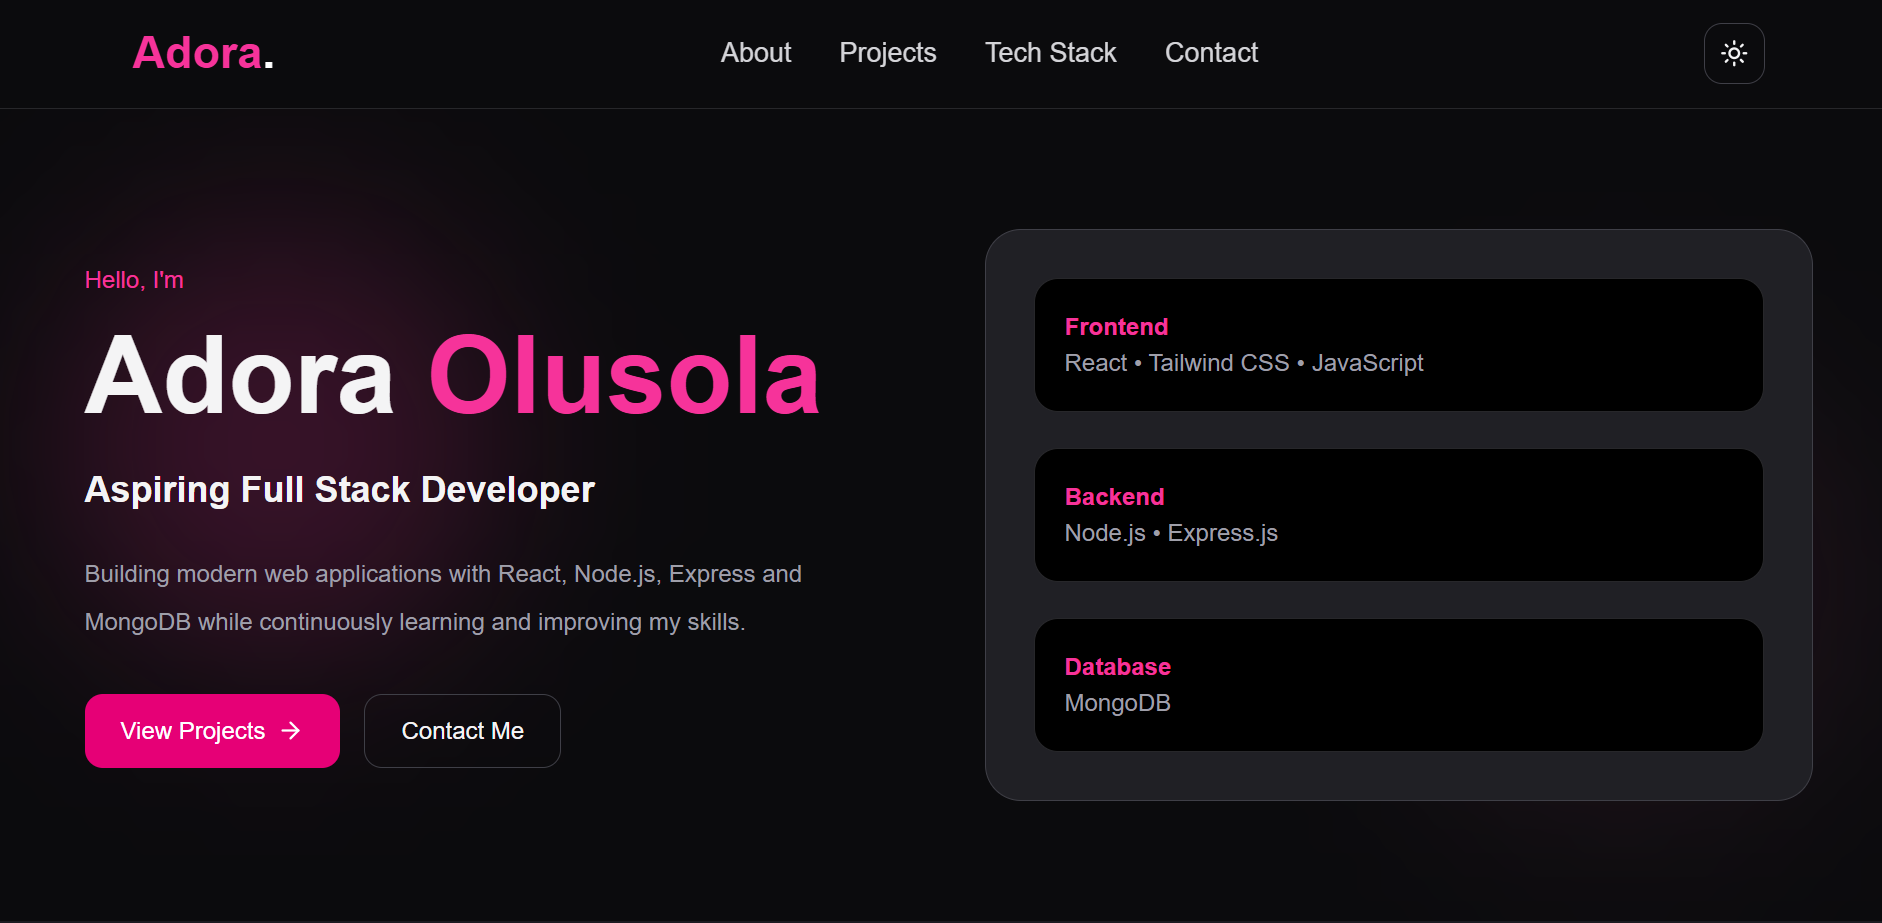 Adora.
About
Projects
Tech Stack
Contact
Hello, I'm
Adora Olusola
Aspiring Full Stack Developer
Building modern web applications with React, Node.js, Express and
MongoDB while continuously learning and improving my skills.
View Projects →
Contact Me
Frontend
React • Tailwind CSS • JavaScript
Backend
Node.js • Express.js
Database
MongoDB